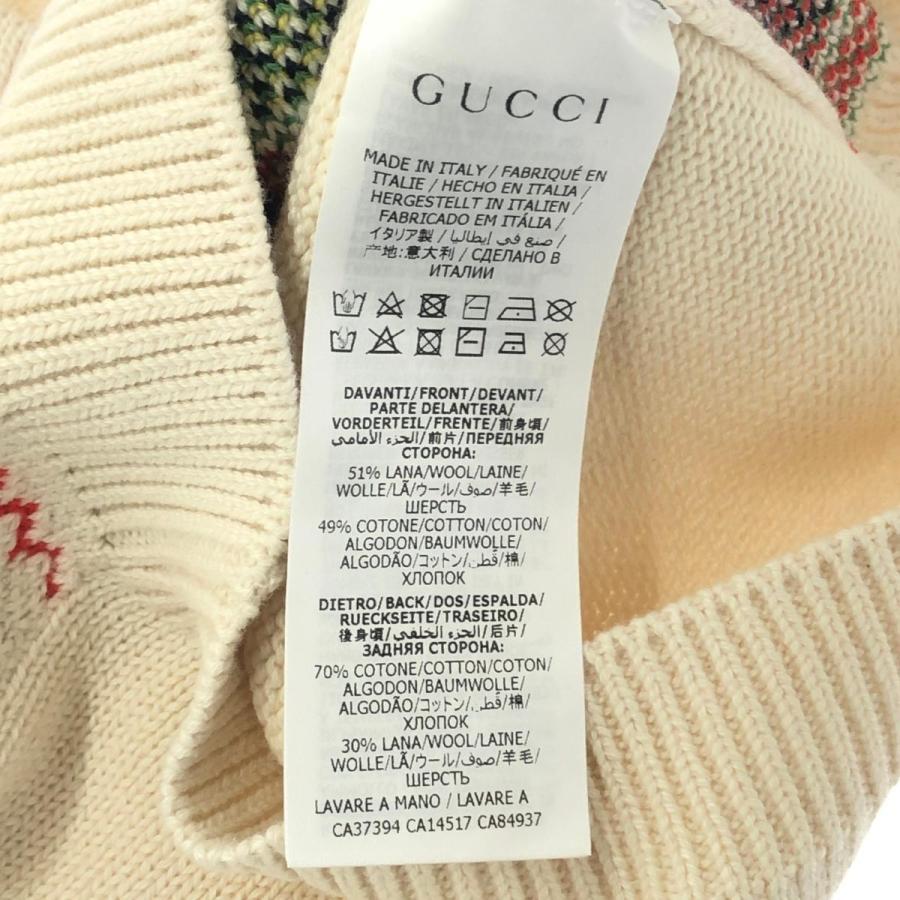 GUCCI
MADE IN ITALY / FABRIQUÉ EN
ITALIE / HECHO EN ITALIA /
HERGESTELLT IN ITALIEN /
FABRICADO EM ITÁLIA /
イタリア製 / صنع في إيطاليا /
产地:意大利 / СДЕЛАНО В
ИТАЛИИ
DAVANTI/FRONT/DEVANT/
PARTE DELANTERA/
VORDERTEIL/FRENTE/前身頃/
الجزء الأمامي/前片/ПЕРЕДНЯЯ
СТОРОНА:
51% LANA/WOOL/LAINE/
WOLLE/LÃ/ウール/صوف/羊毛/
ШЕРСТЬ
49% COTONE/COTTON/COTON/
ALGODON/BAUMWOLLE/
ALGODÃO/コットン/قطن/棉/
ХЛОПОК
DIETRO/BACK/DOS/ESPALDA/
RUECKSEITE/TRASEIRO/
後身頃/الجزء الخلفي/后片/
ЗАДНЯЯ СТОРОНА:
70% COTONE/COTTON/COTON/
ALGODON/BAUMWOLLE/
ALGODÃO/コットン/قطن/棉/
ХЛОПОК
30% LANA/WOOL/LAINE/
WOLLE/LÃ/ウール/صوف/羊毛/
ШЕРСТЬ
LAVARE A MANO / LAVARE A
CA37394 CA14517 CA84937